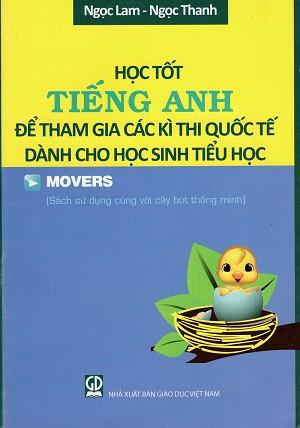 Ngọc Lam - Ngọc Thanh
HỌC TỐT
TIẾNG ANH
ĐỂ THAM GIA CÁC KÌ THI QUỐC TẾ
DÀNH CHO HỌC SINH TIỂU HỌC
MOVERS
(Sách sử dụng cùng với cây bút thông minh)
GD
NHÀ XUẤT BẢN GIÁO DỤC VIỆT NAM